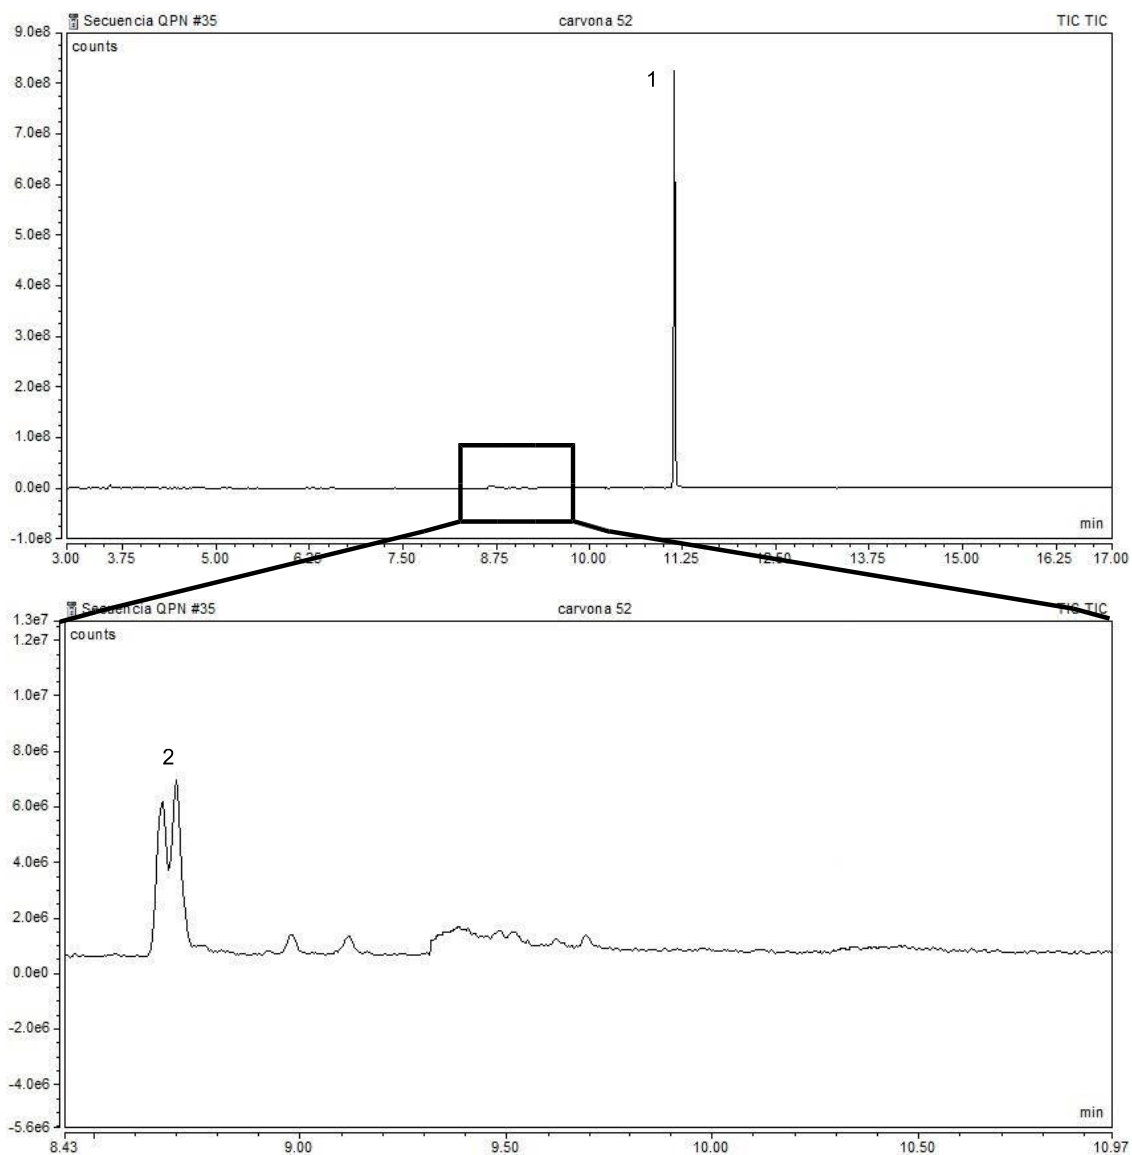 Secuencia QPN #35 carvona 52 TIC TIC
9.0e8
counts
1
8.0e8
7.0e8
6.0e8
5.0e8
4.0e8
3.0e8
2.0e8
1.0e8
0.0e0
min
-1.0e8
3.00 3.75 5.00 6.25 7.50 8.75 10.00 11.25 12.50 13.75 15.00 16.25 17.00
Secuencia QPN #35 carvona 52 TIC TIC
1.3e7
counts
1.2e7
1.0e7
2
8.0e6
6.0e6
4.0e6
2.0e6
0.0e0
-2.0e6
-4.0e6
min
-5.6e6
8.43 9.00 9.50 10.00 10.50 10.97